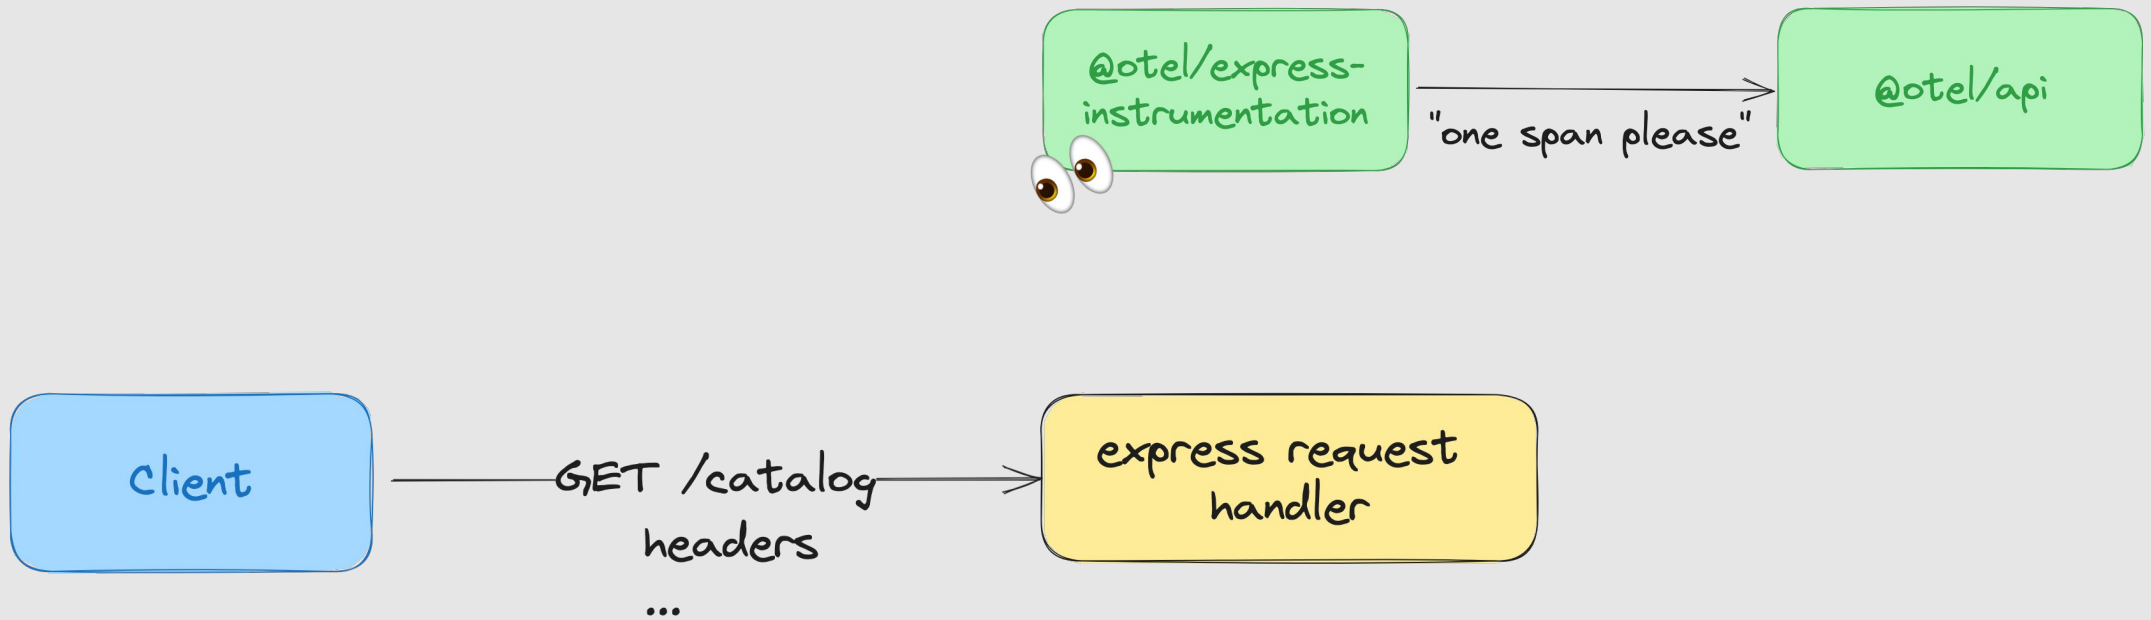 @otel/express-
instrumentation
"one span please"
@otel/api
Client
GET /catalog
headers
...
express request
handler